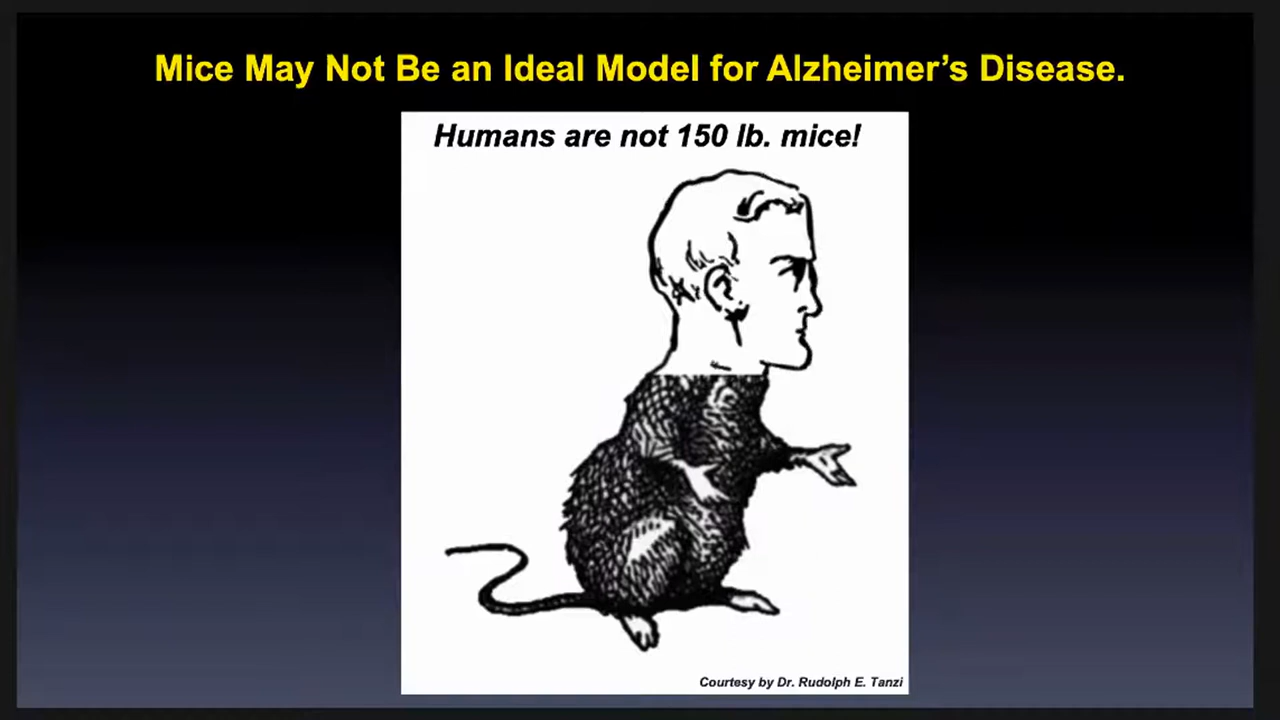 Mice May Not Be an Ideal Model for Alzheimer’s Disease.
Humans are not 150 lb. mice!
Courtesy by Dr. Rudolph E. Tanzi